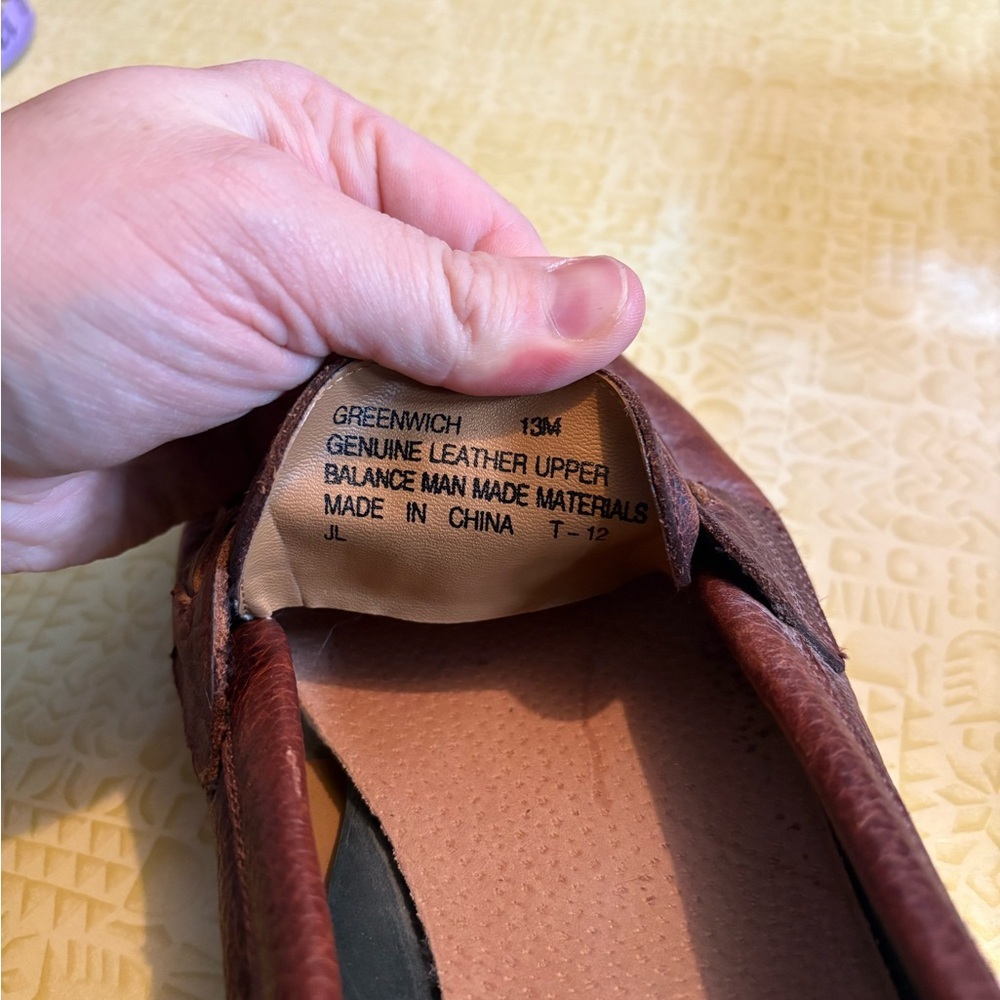 GREENWICH 13M
GENUINE LEATHER UPPER
BALANCE MAN MADE MATERIALS
MADE IN CHINA T-12
JL